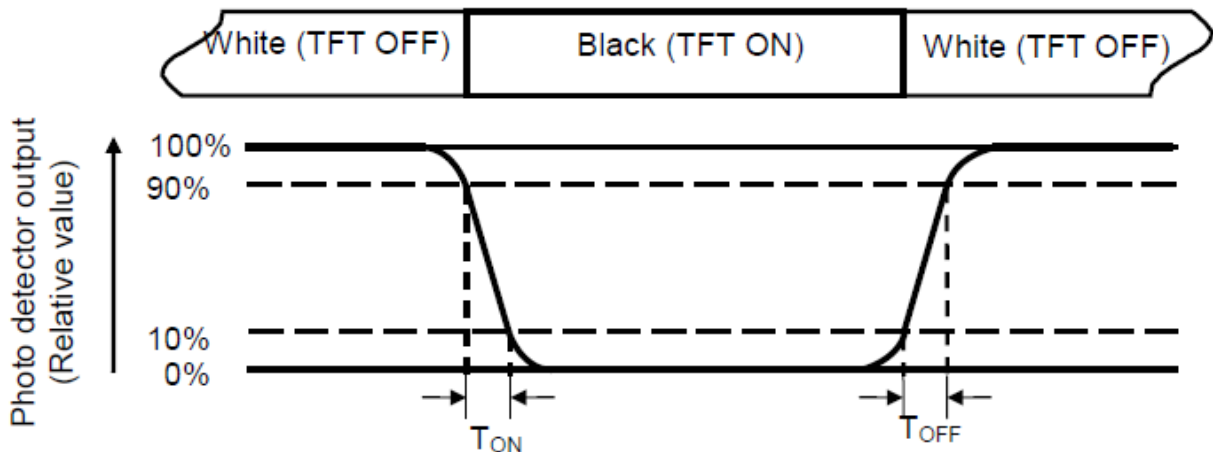 White (TFT OFF) Black (TFT ON) White (TFT OFF)
Photo detector output
(Relative value)
100%
90%
10%
0%
TON TOFF